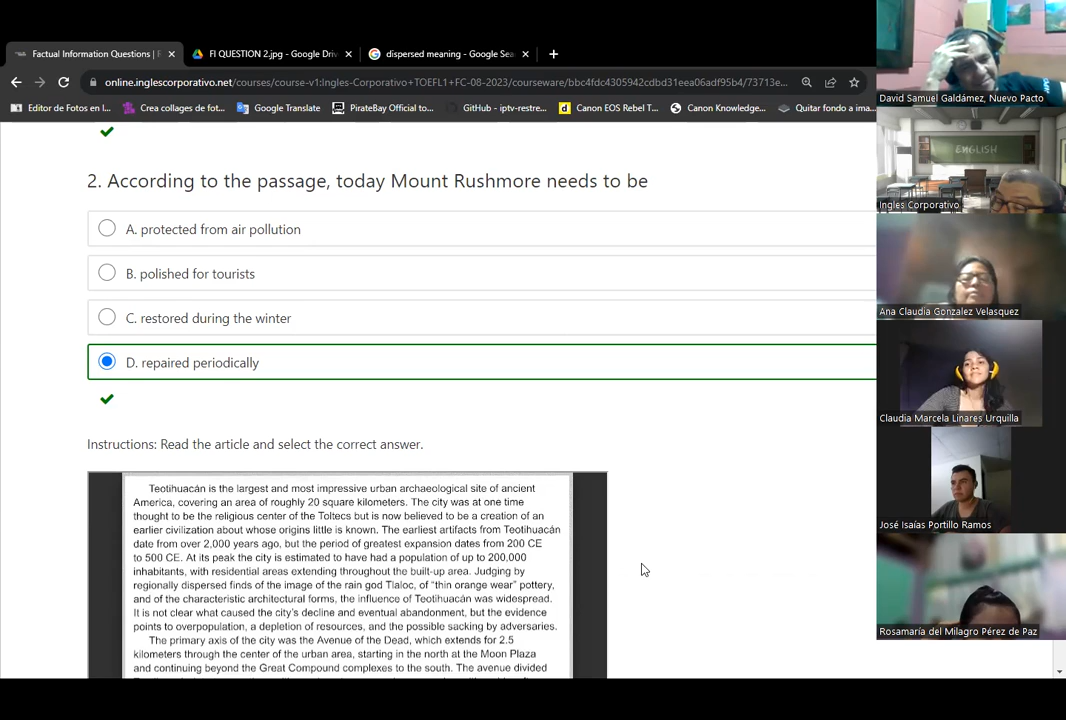 Factual Information Questions | F
FI QUESTION 2.jpg - Google Driv
dispersed meaning - Google Sea
online.inglescorporativo.net/courses/course-v1:Ingles-Corporativo+TOEFL1+FC-08-2023/courseware/bbc4fdc4305942cdbd31eea06adf95b4/73713e...
Editor de Fotos en l...
Crea collages de fot...
Google Translate
PirateBay Official to...
GitHub - iptv-restre...
Canon EOS Rebel T...
Canon Knowledge...
Quitar fondo a ima...
2. According to the passage, today Mount Rushmore needs to be
A. protected from air pollution
B. polished for tourists
C. restored during the winter
D. repaired periodically
Instructions: Read the article and select the correct answer.
Teotihuacán is the largest and most impressive urban archaeological site of ancient
America, covering an area of roughly 20 square kilometers. The city was at one time
thought to be the religious center of the Toltecs but is now believed to be a creation of an
earlier civilization about whose origins little is known. The earliest artifacts from Teotihuacán
date from over 2,000 years ago, but the period of greatest expansion dates from 200 CE
to 500 CE. At its peak the city is estimated to have had a population of up to 200,000
inhabitants, with residential areas extending throughout the built-up area. Judging by
regionally dispersed finds of the image of the rain god Tlaloc, of "thin orange wear" pottery,
and of the characteristic architectural forms, the influence of Teotihuacán was widespread.
It is not clear what caused the city's decline and eventual abandonment, but the evidence
points to overpopulation, a depletion of resources, and the possible sacking by adversaries.
The primary axis of the city was the Avenue of the Dead, which extends for 2.5
kilometers through the center of the urban area, starting in the north at the Moon Plaza
and continuing beyond the Great Compound complexes to the south. The avenue divided
David Samuel Galdámez, Nuevo Pacto
ENGLISH
Ingles Corporativo
Ana Claudia Gonzalez Velasquez
Claudia Marcela Linares Urquilla
José Isaías Portillo Ramos
Rosamaría del Milagro Pérez de Paz